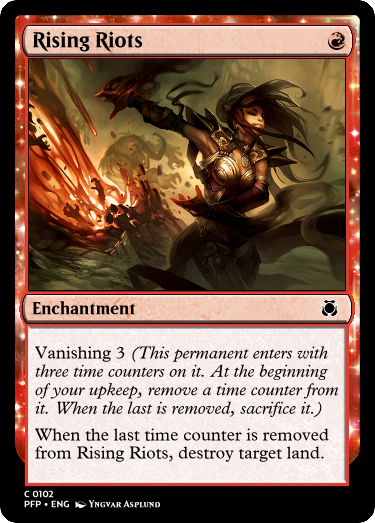 Rising Riots
Enchantment
Vanishing 3 (This permanent enters with
three time counters on it. At the beginning
of your upkeep, remove a time counter from
it. When the last is removed, sacrifice it.)
When the last time counter is removed
from Rising Riots, destroy target land.
C 0102
PFP • ENG Yngvar Asplund